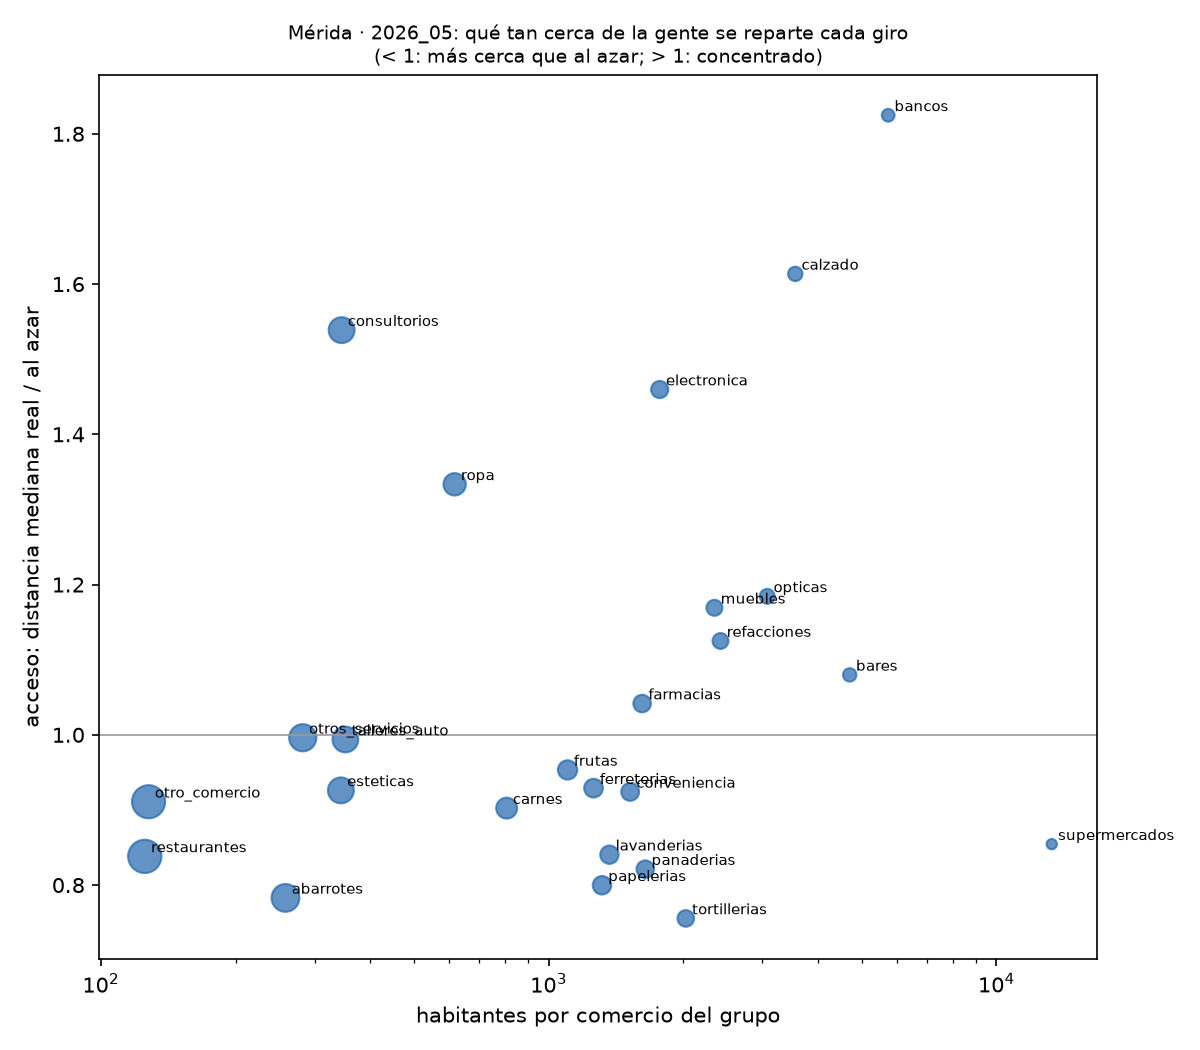 Mérida · 2026_05: qué tan cerca de la gente se reparte cada giro
(< 1: más cerca que al azar; > 1: concentrado)
acceso: distancia mediana real / al azar
1.8
1.6
1.4
1.2
1.0
0.8
bancos
calzado
consultorios
electronica
ropa
opticas
muebles
refacciones
bares
farmacias
otros_servicios
talleres_auto
frutas
ferreterias
conveniencia
esteticas
otro_comercio
carnes
supermercados
restaurantes
lavanderias
panaderias
papelerias
abarrotes
tortillerias
10²
10³
10⁴
habitantes por comercio del grupo